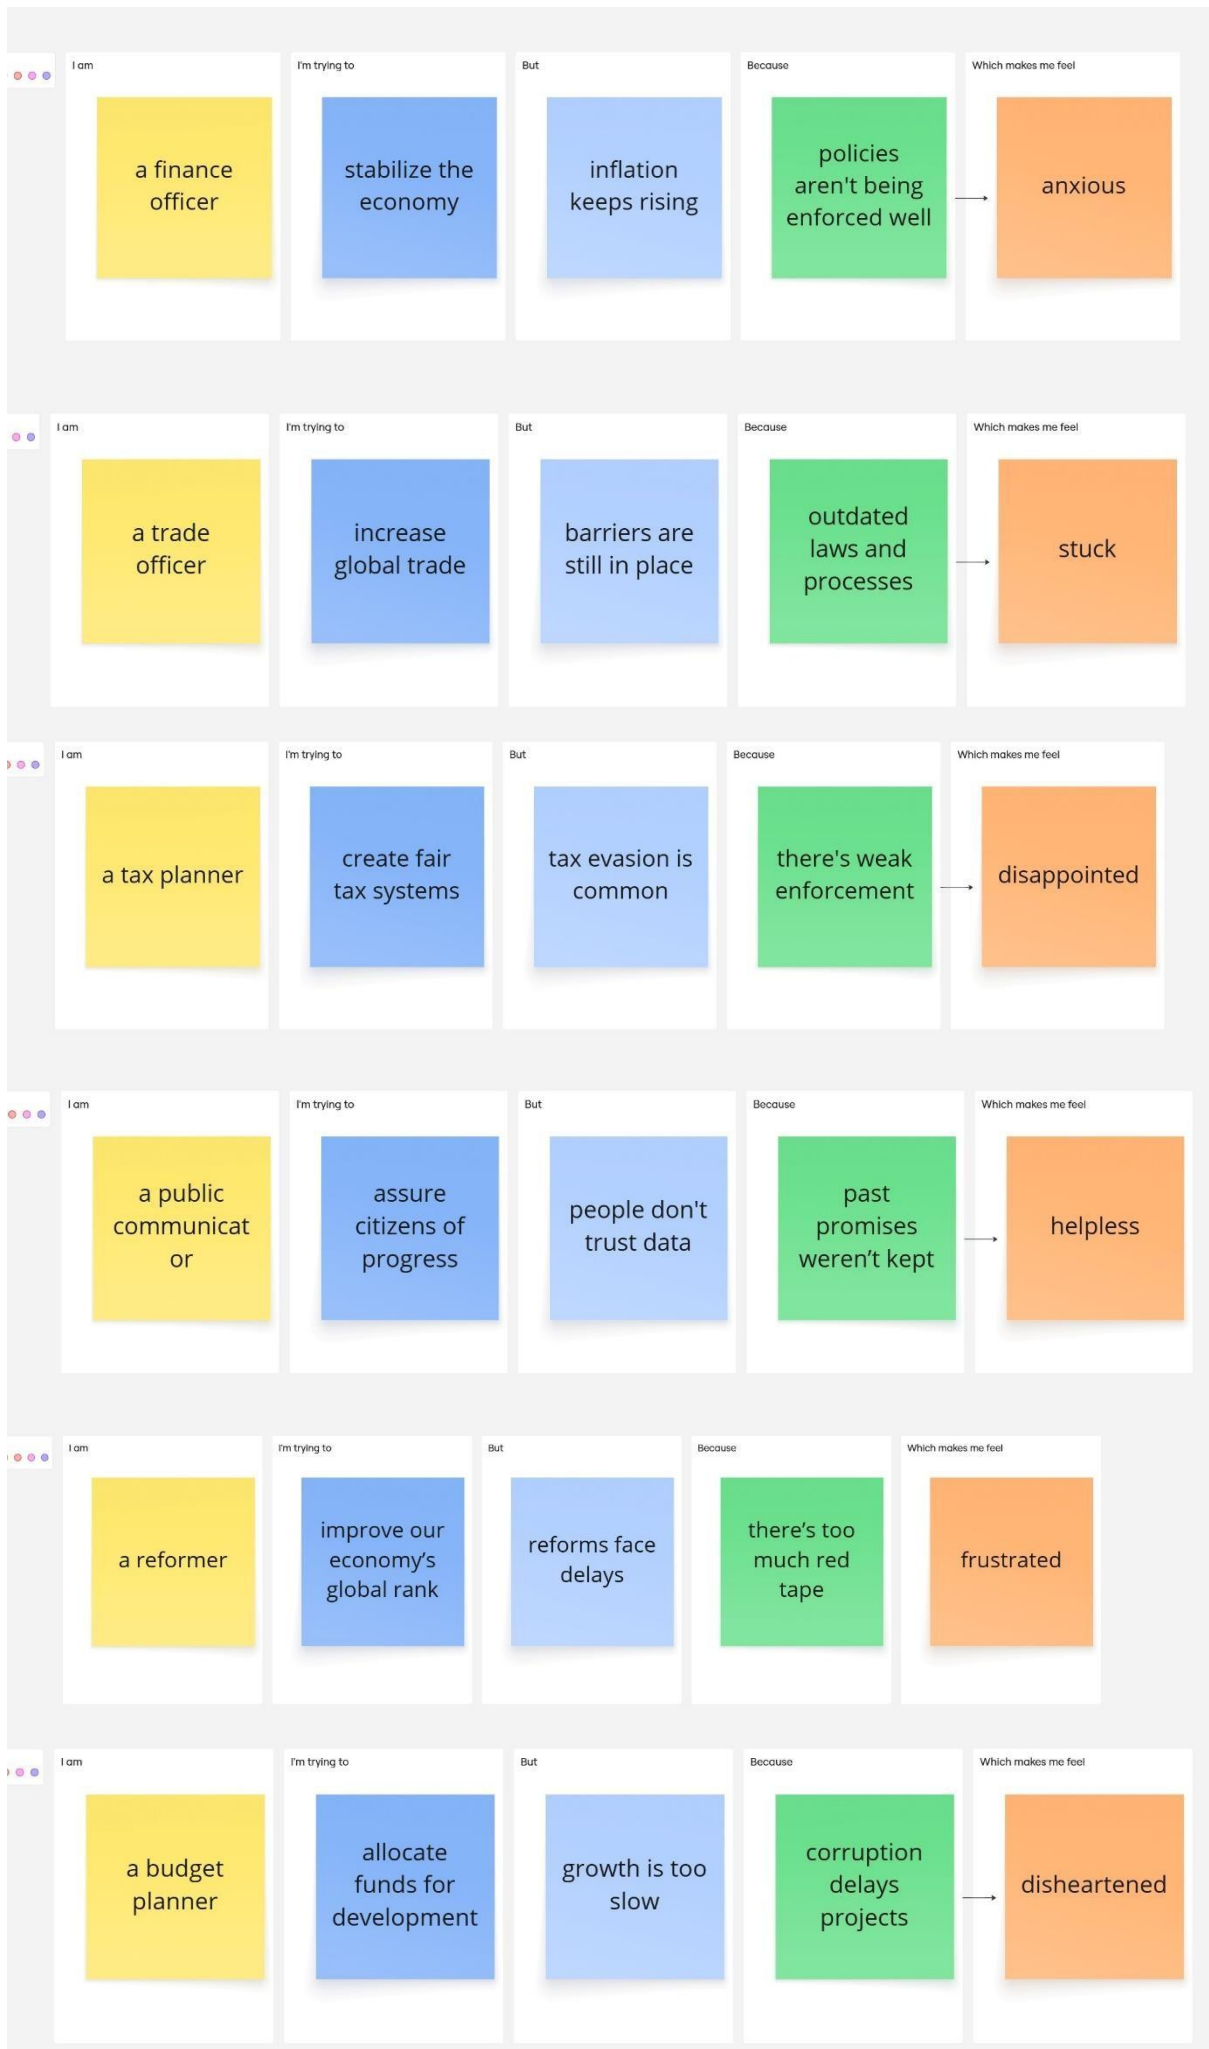 I am
I'm trying to
But
Because
Which makes me feel
a finance
officer
stabilize the
economy
inflation
keeps rising
policies
aren't being
enforced well
anxious
I am
I'm trying to
But
Because
Which makes me feel
a trade
officer
increase
global trade
barriers are
still in place
outdated
laws and
processes
stuck
I am
I'm trying to
But
Because
Which makes me feel
a tax planner
create fair
tax systems
tax evasion is
common
there's weak
enforcement
disappointed
I am
I'm trying to
But
Because
Which makes me feel
a public
communicat
or
assure
citizens of
progress
people don't
trust data
past
promises
weren’t kept
helpless
I am
I'm trying to
But
Because
Which makes me feel
a reformer
improve our
economy’s
global rank
reforms face
delays
there’s too
much red
tape
frustrated
I am
I'm trying to
But
Because
Which makes me feel
a budget
planner
allocate
funds for
development
growth is too
slow
corruption
delays
projects
disheartened